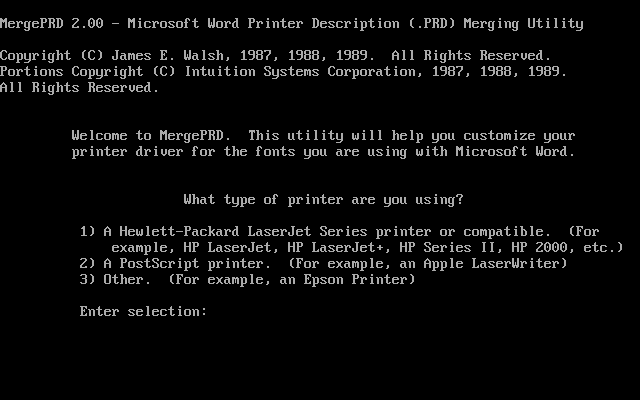 MergePRD 2.00 - Microsoft Word Printer Description (.PRD) Merging Utility
Copyright (C) James E. Walsh, 1987, 1988, 1989.  All Rights Reserved.
Portions Copyright (C) Intuition Systems Corporation, 1987, 1988, 1989.
All Rights Reserved.
Welcome to MergePRD.  This utility will help you customize your
printer driver for the fonts you are using with Microsoft Word.
What type of printer are you using?
1) A Hewlett-Packard LaserJet Series printer or compatible.  (For
example, HP LaserJet, HP LaserJet+, HP Series II, HP 2000, etc.)
2) A PostScript printer.  (For example, an Apple LaserWriter)
3) Other.  (For example, an Epson Printer)
Enter selection: